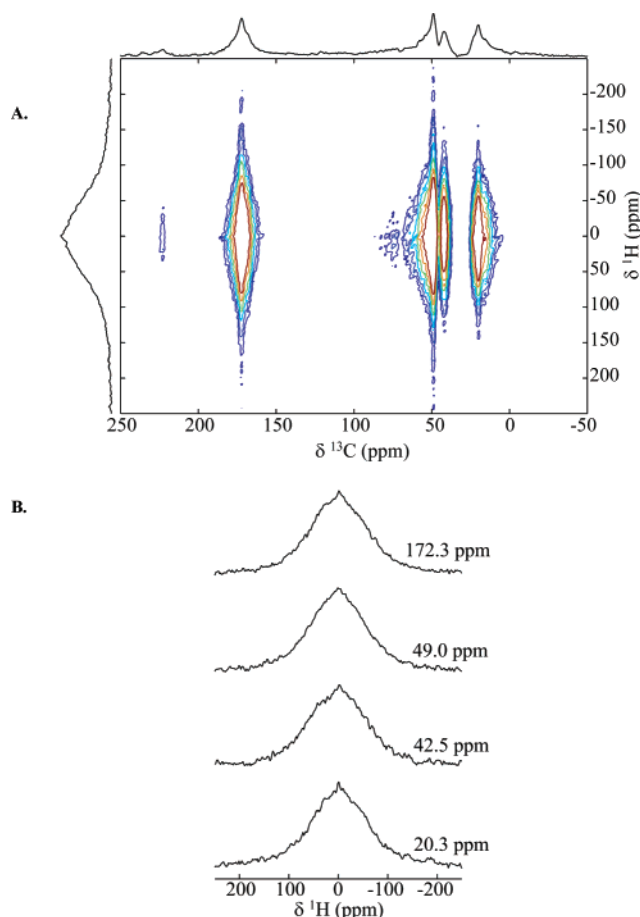 A.
-200
-150
-100
-50
0
50
100
150
200
δ ¹H (ppm)
250 200 150 100 50 0 -50
δ ¹³C (ppm)
B.
172.3 ppm
49.0 ppm
42.5 ppm
20.3 ppm
200 100 0 -100 -200
δ ¹H (ppm)